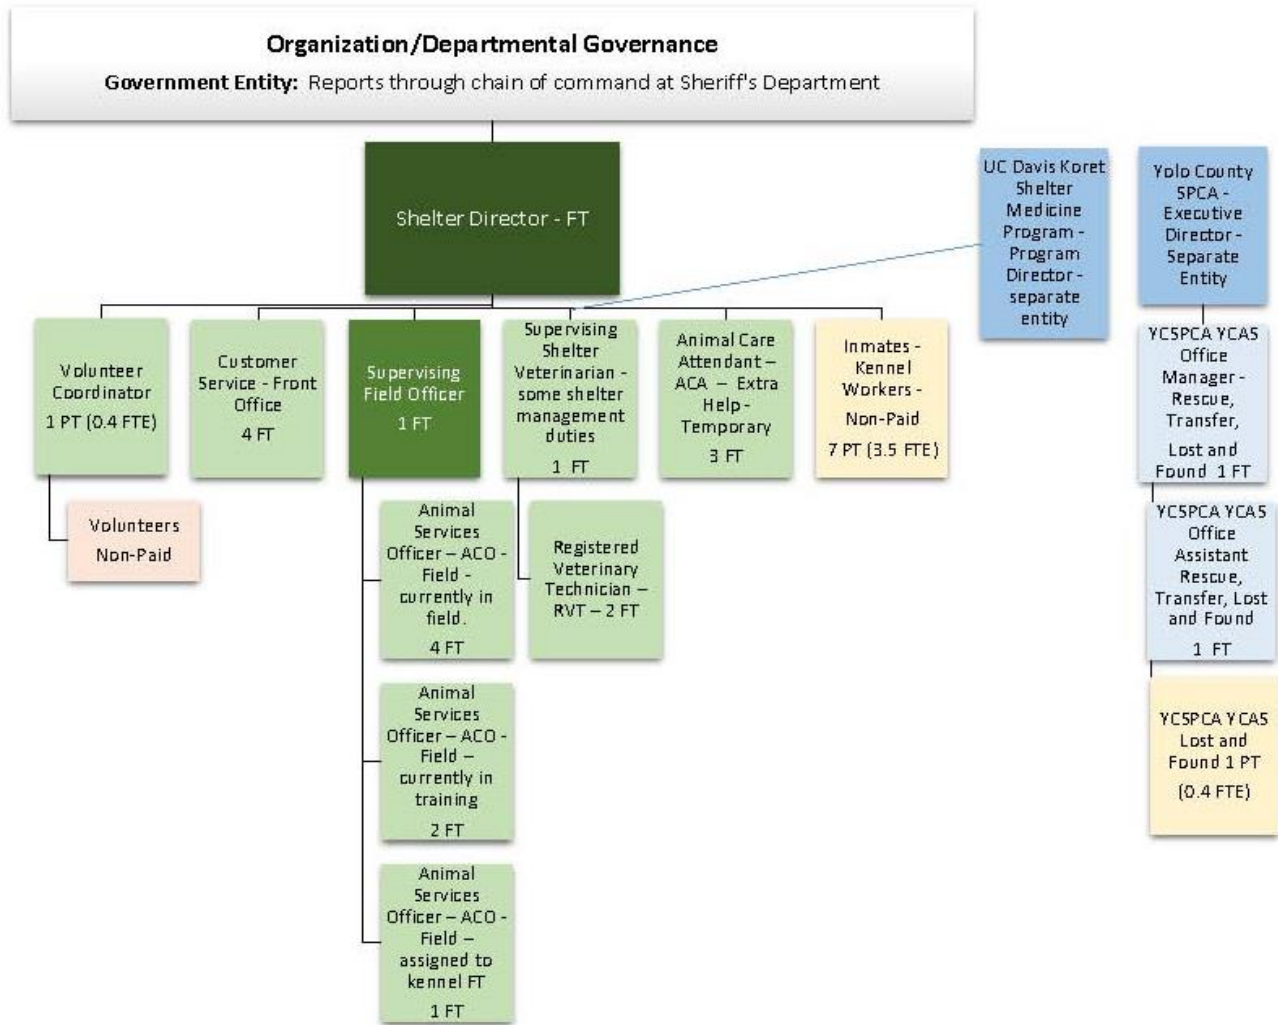 Organization/Departmental Governance
Government Entity: Reports through chain of command at Sheriff's Department
Shelter Director - FT
UC Davis Koret
Shelter
Medicine
Program -
Program
Director -
separate
entity
Yolo County
SPCA -
Executive
Director -
Separate
Entity
Volunteer
Coordinator
1 PT (0.4 FTE)
Customer
Service - Front
Office
4 FT
Supervising
Field Officer
1 FT
Supervising
Shelter
Veterinarian -
some shelter
management
duties
1 FT
Animal Care
Attendant –
ACA – Extra
Help -
Temporary
3 FT
Inmates -
Kennel
Workers -
Non-Paid
7 PT (3.5 FTE)
YCSPCA YCAS
Office
Manager -
Rescue,
Transfer,
Lost and
Found 1 FT
Volunteers
Non-Paid
Animal
Services
Officer – ACO -
Field -
currently in
field.
4 FT
Registered
Veterinary
Technician –
RVT – 2 FT
YCSPCA YCAS
Office
Assistant
Rescue,
Transfer, Lost
and Found
1 FT
Animal
Services
Officer – ACO -
Field –
currently in
training
2 FT
YCSPCA YCAS
Lost and
Found 1 PT
(0.4 FTE)
Animal
Services
Officer – ACO -
Field –
assigned to
kennel FT
1 FT